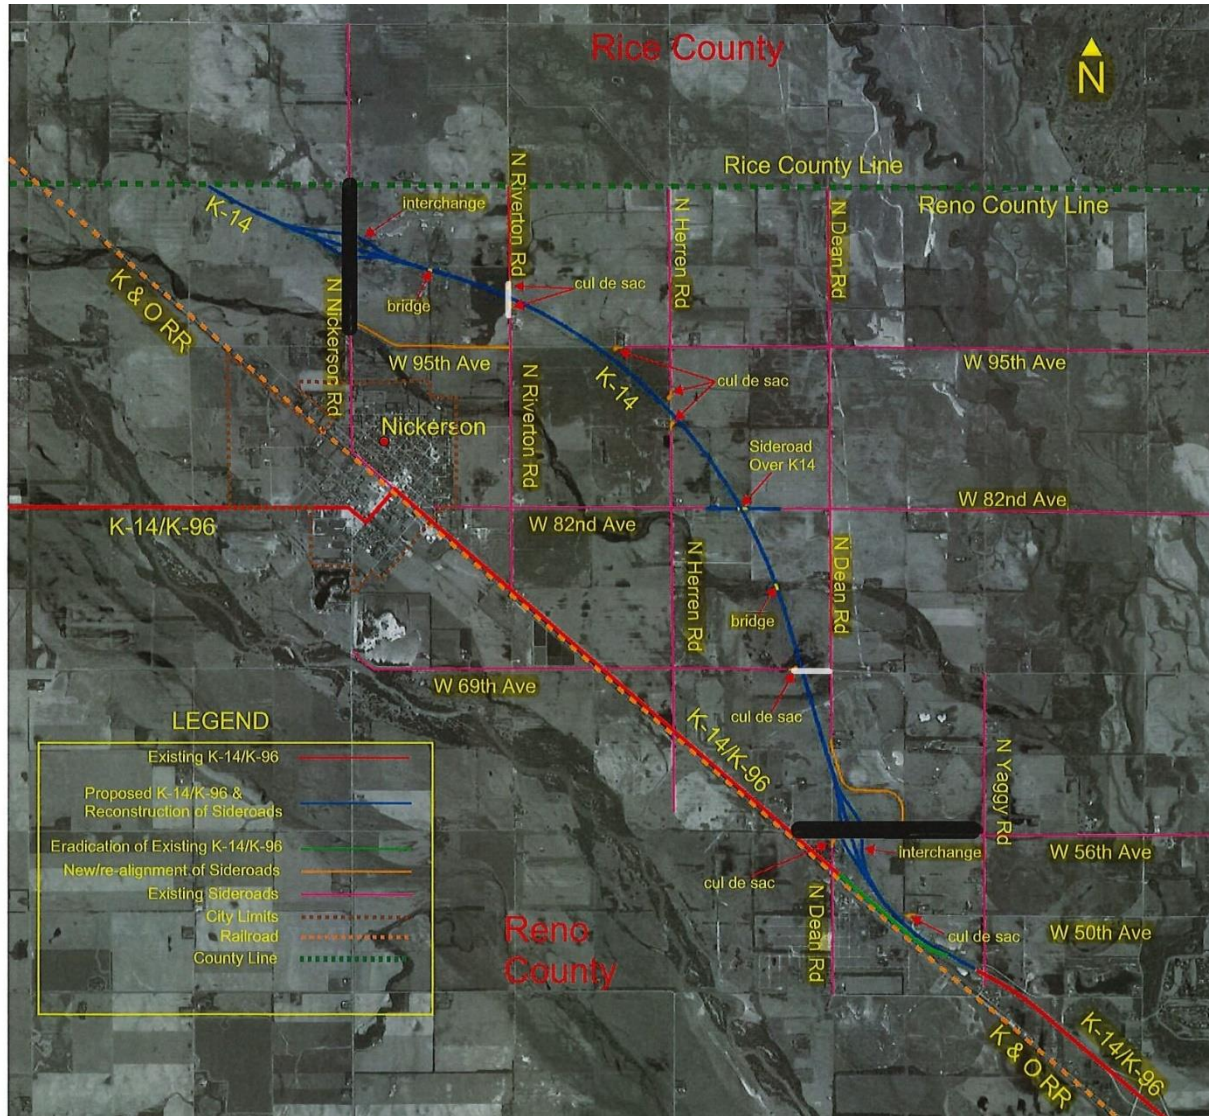 Rice County
N
Rice County Line
Reno County Line
K-14
interchange
N Riverton Rd
N Herren Rd
N Dean Rd
K & O RR
N Nickerson Rd
bridge
cul de sac
W 95th Ave
W 95th Ave
K-14
cul de sac
N Riverton Rd
Nickerson
Sideroad
Over K14
K-14/K-96
W 82nd Ave
W 82nd Ave
N Herren Rd
N Dean Rd
bridge
W 69th Ave
cul de sac
K-14/K-96
N Yaggy Rd
LEGEND
Existing K-14/K-96
Proposed K-14/K-96 &
Reconstruction of Sideroads
Eradication of Existing K-14/K-96
New/re-alignment of Sideroads
Existing Sideroads
City Limits
Railroad
County Line
interchange
W 56th Ave
cul de sac
N Dean Rd
Reno
County
cul de sac
W 50th Ave
K-14/K-96
K & O RR